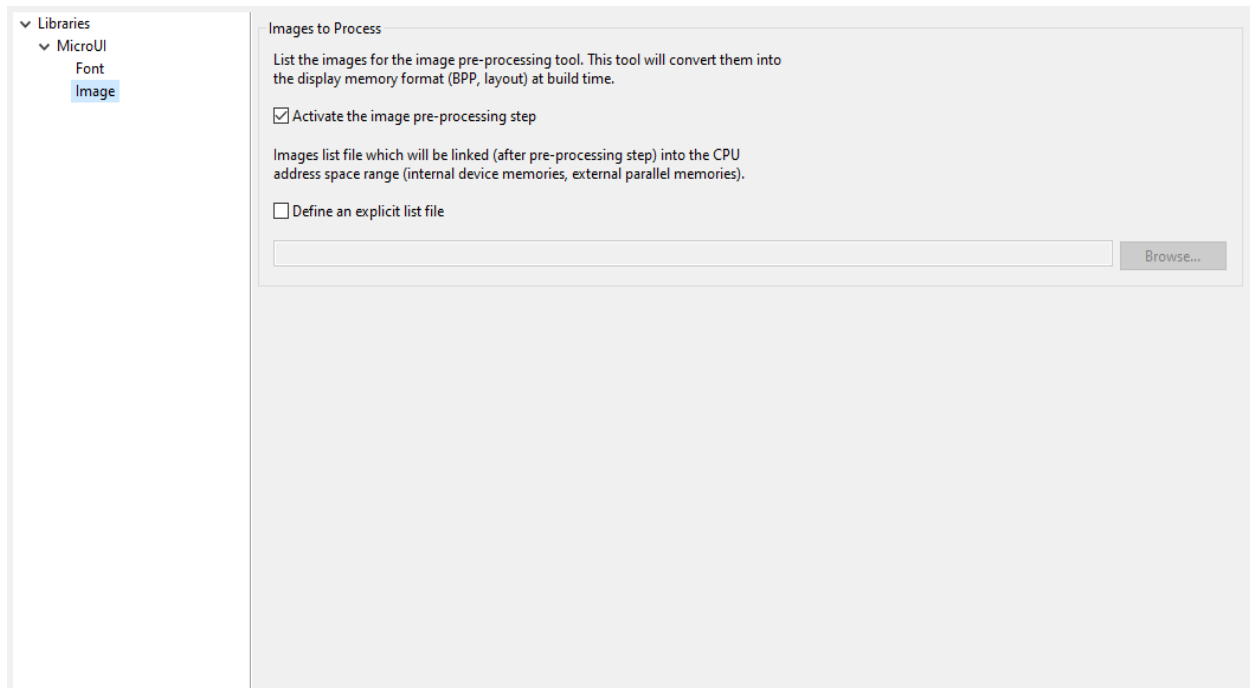 Libraries
MicroUI
Font
Image
Images to Process
List the images for the image pre-processing tool. This tool will convert them into
the display memory format (BPP, layout) at build time.
Activate the image pre-processing step
Images list file which will be linked (after pre-processing step) into the CPU
address space range (internal device memories, external parallel memories).
Define an explicit list file
Browse...